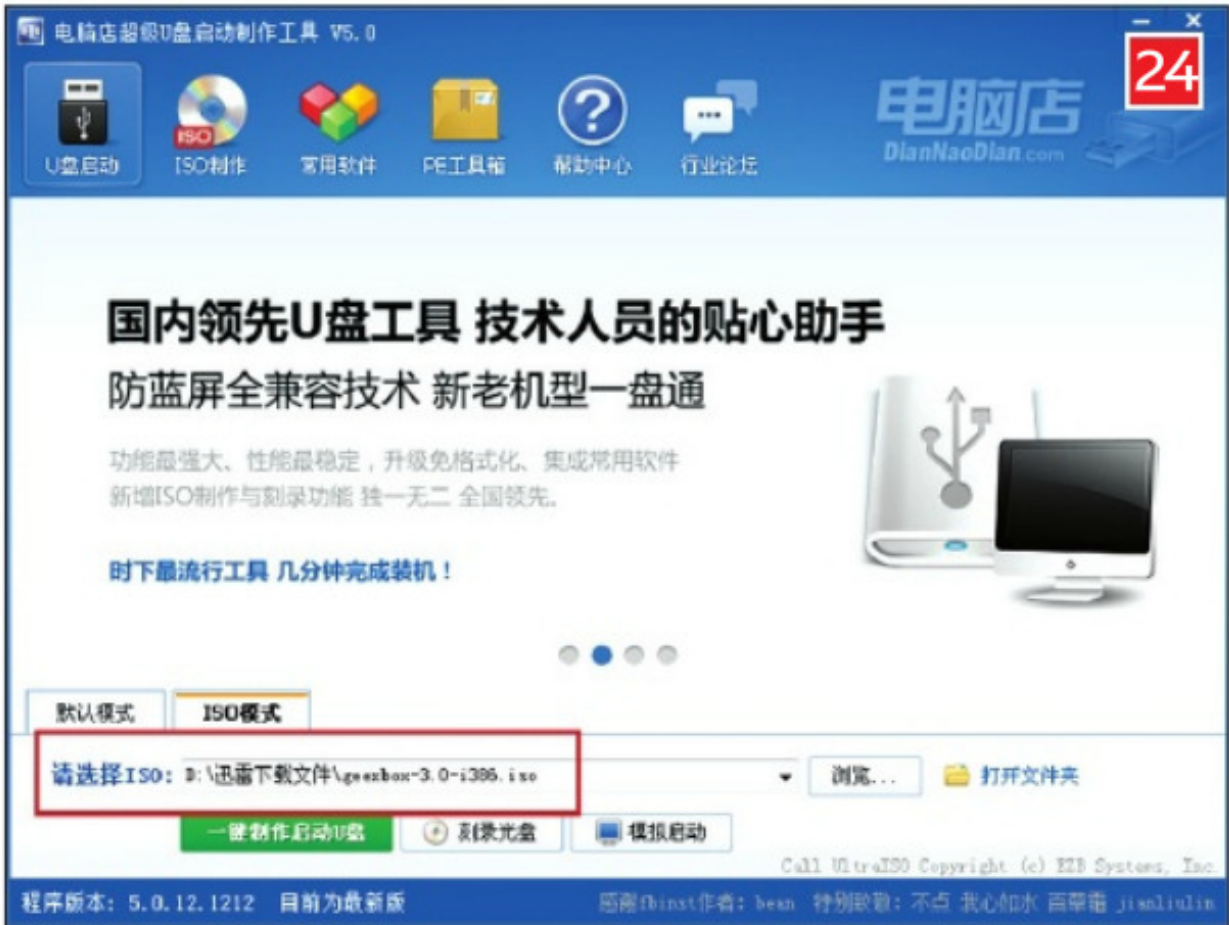 电脑店超级U盘启动制作工具 V5.0
24
U盘启动
ISO
ISO制作
常用软件
PE工具箱
帮助中心
行业论坛
电脑店
DianNaoDian.com
国内领先U盘工具 技术人员的贴心助手
防蓝屏全兼容技术 新老机型一盘通
功能最强大、性能最稳定，升级免格式化、集成常用软件
新增ISO制作与刻录功能 独一无二 全国领先。
时下最流行工具 几分钟完成装机！
默认模式
ISO模式
请选择ISO: D:\迅雷下载文件\geexbox-3.0-i386.iso
浏览...
打开文件夹
一键制作启动U盘
刻录光盘
模拟启动
Call UltraISO Copyright (c) EZB Systems, Inc.
程序版本: 5.0.12.1212 目前为最新版
感谢fbinst作者: bean 特别致敬: 不点 我心如水 百草霜 jianliulin